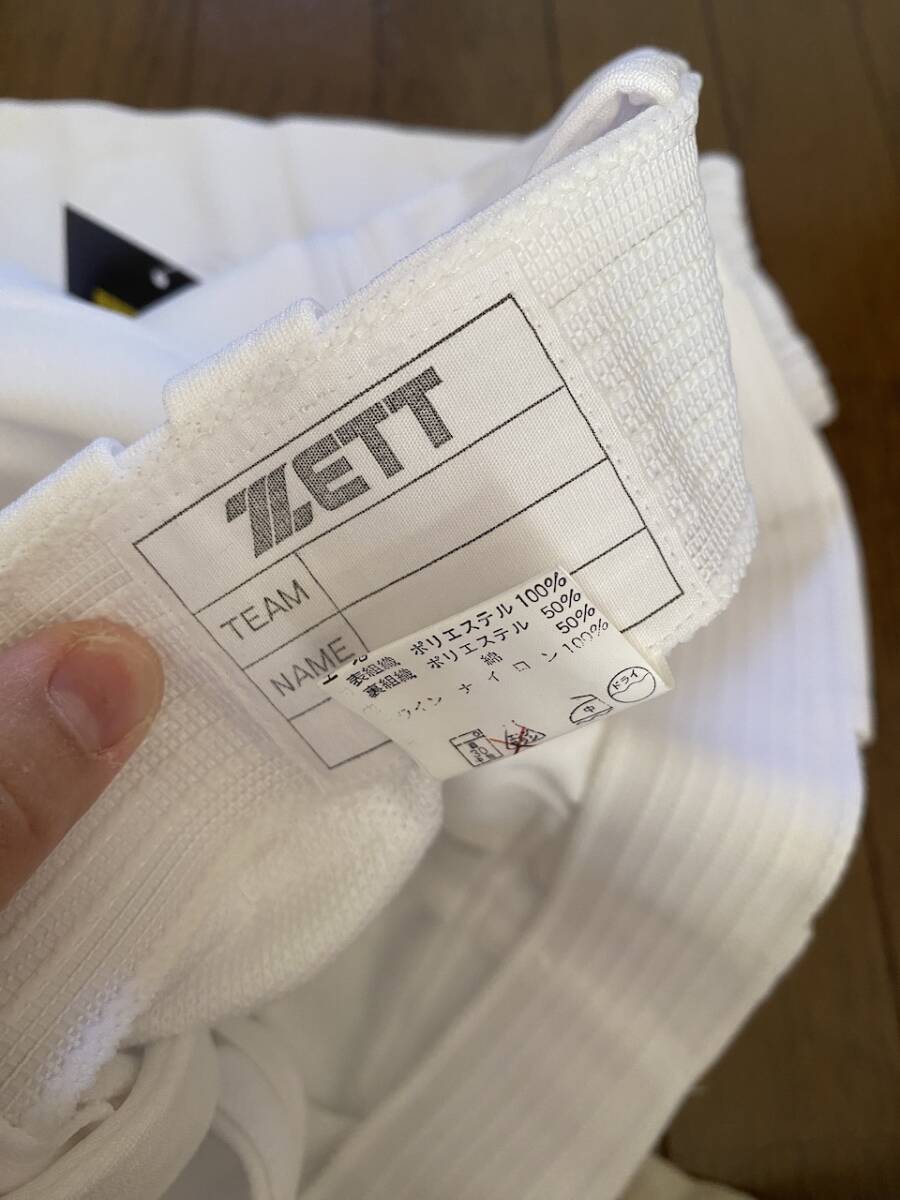 ZETT
TEAM
NAME
表組織 ポリエステル 100%
裏組織 ポリエステル 50%
綿 50%
ナイロン 100%
ドライ
中